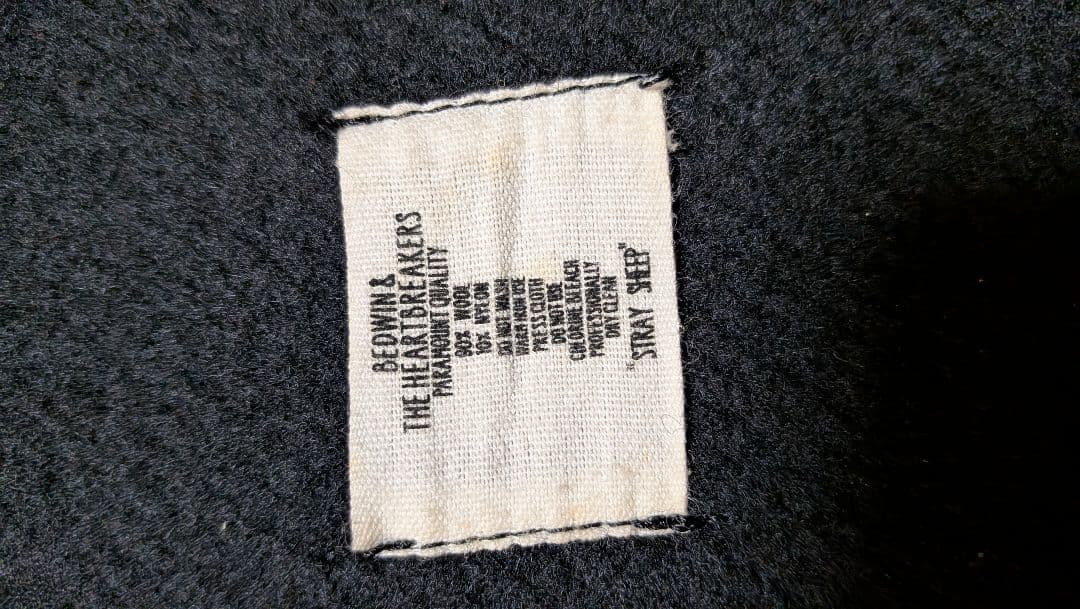 BEDWIN &
THE HEARTBREAKERS
PARAMOUNT QUALITY
90% WOOL
10% NYLON
DO NOT WASH
WARM IRON USE
PRESS CLOTH
DO NOT USE
CHLORINE BLEACH
PROFESSIONALLY
DRY CLEAN
"STRAY SHEEP"